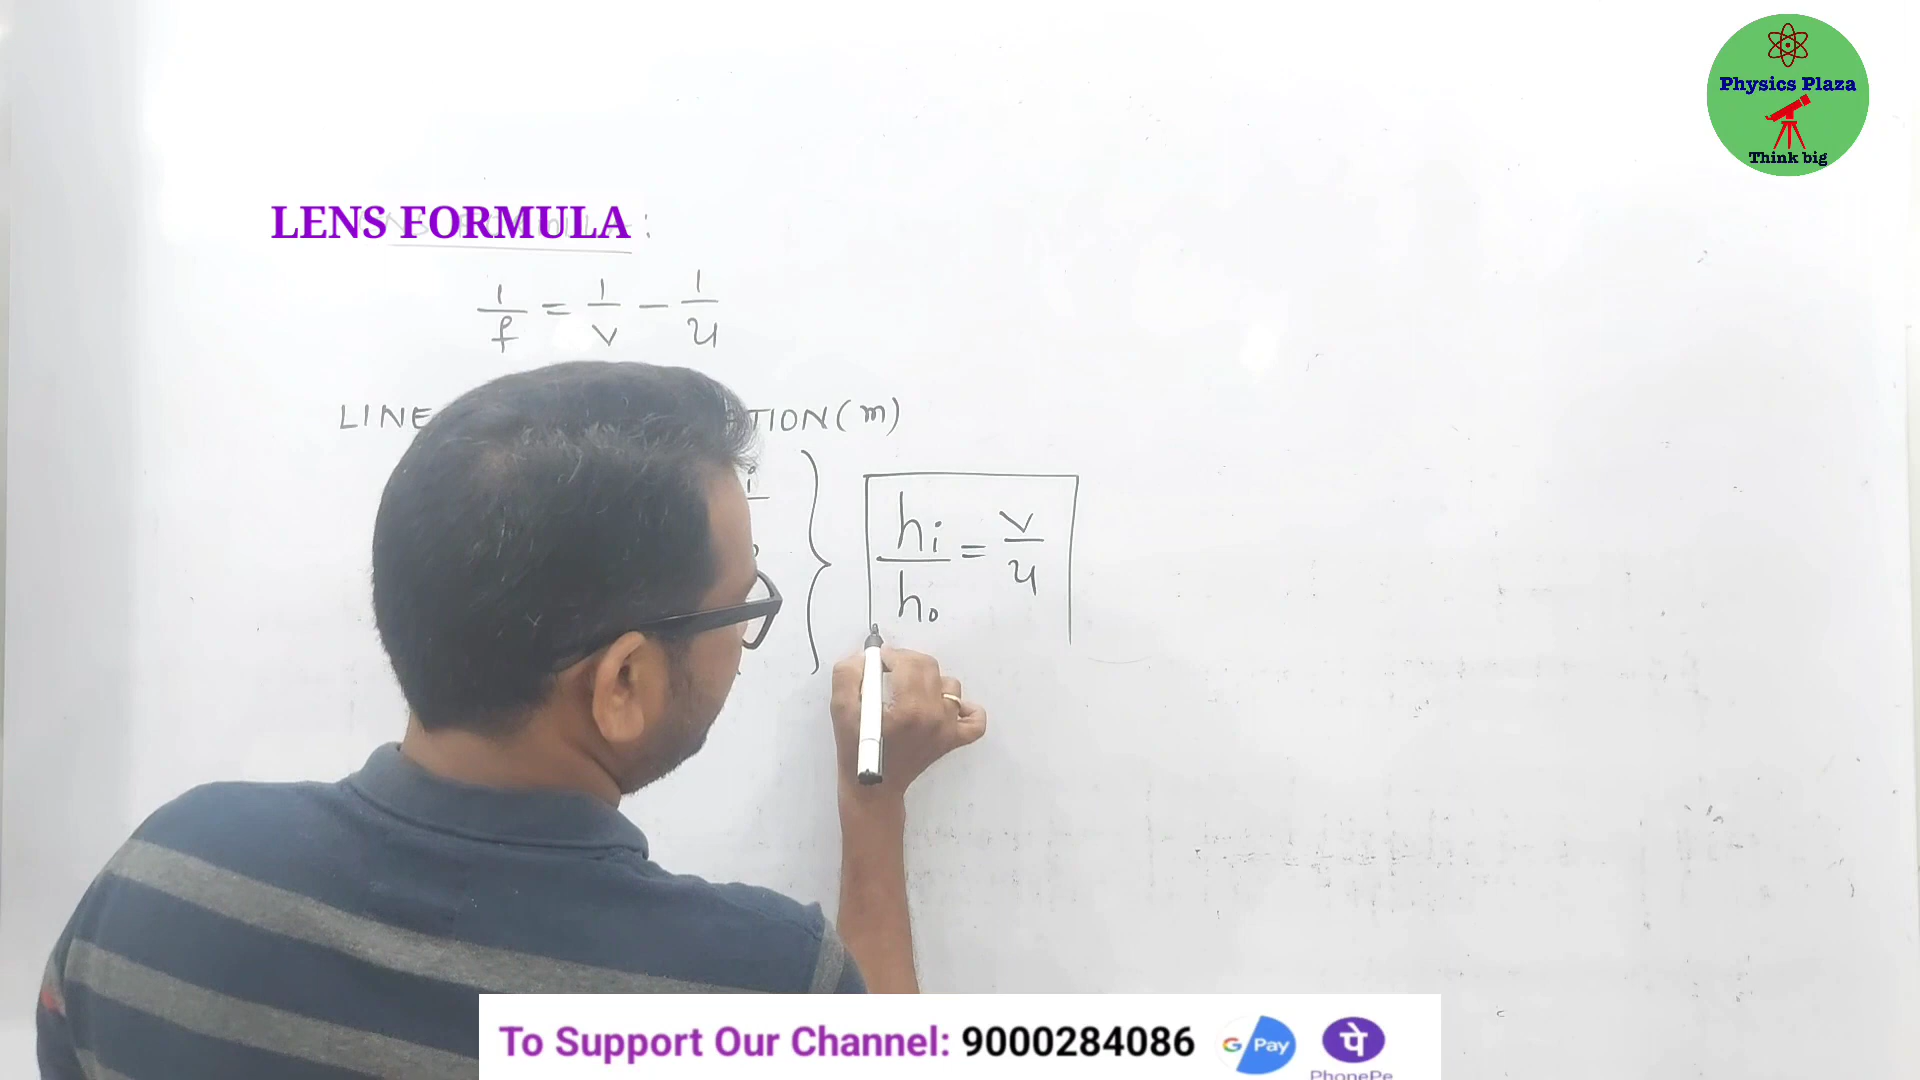 Physics Plaza
Think big
LENS FORMULA :
1/f = 1/v - 1/u
LINE ATION (m)
i
hi/ho = v/u
To Support Our Channel: 9000284086 G Pay
PhonePe